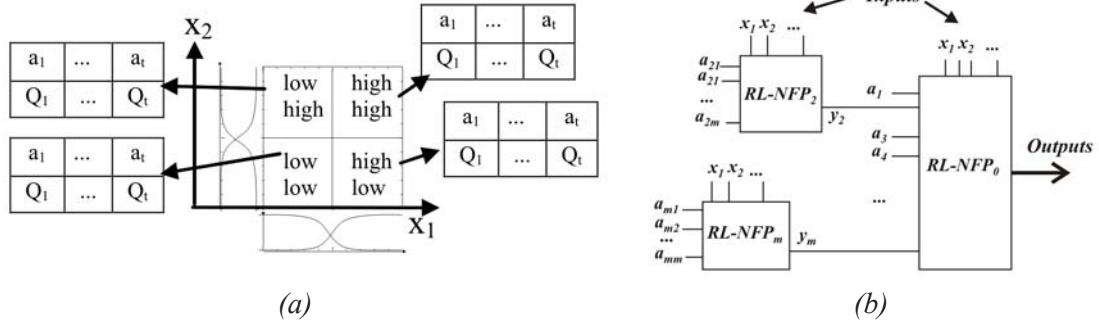 X₂
a₁ ... aₜ
Q₁ ... Qₜ
a₁ ... aₜ
Q₁ ... Qₜ
a₁ ... aₜ
Q₁ ... Qₜ
a₁ ... aₜ
Q₁ ... Qₜ
low
high
high
high
low
low
high
low
X₁
(a)
Inputs
x₁ x₂ ...
a₂₁
a₂₁
...
a₂ₘ
RL-NFP₂
y₂
x₁ x₂ ...
aₘ₁
aₘ₂
...
aₘₘ
RL-NFPₘ
yₘ
x₁ x₂ ...
a₁
a₃
a₄
...
RL-NFP₀
Outputs
(b)